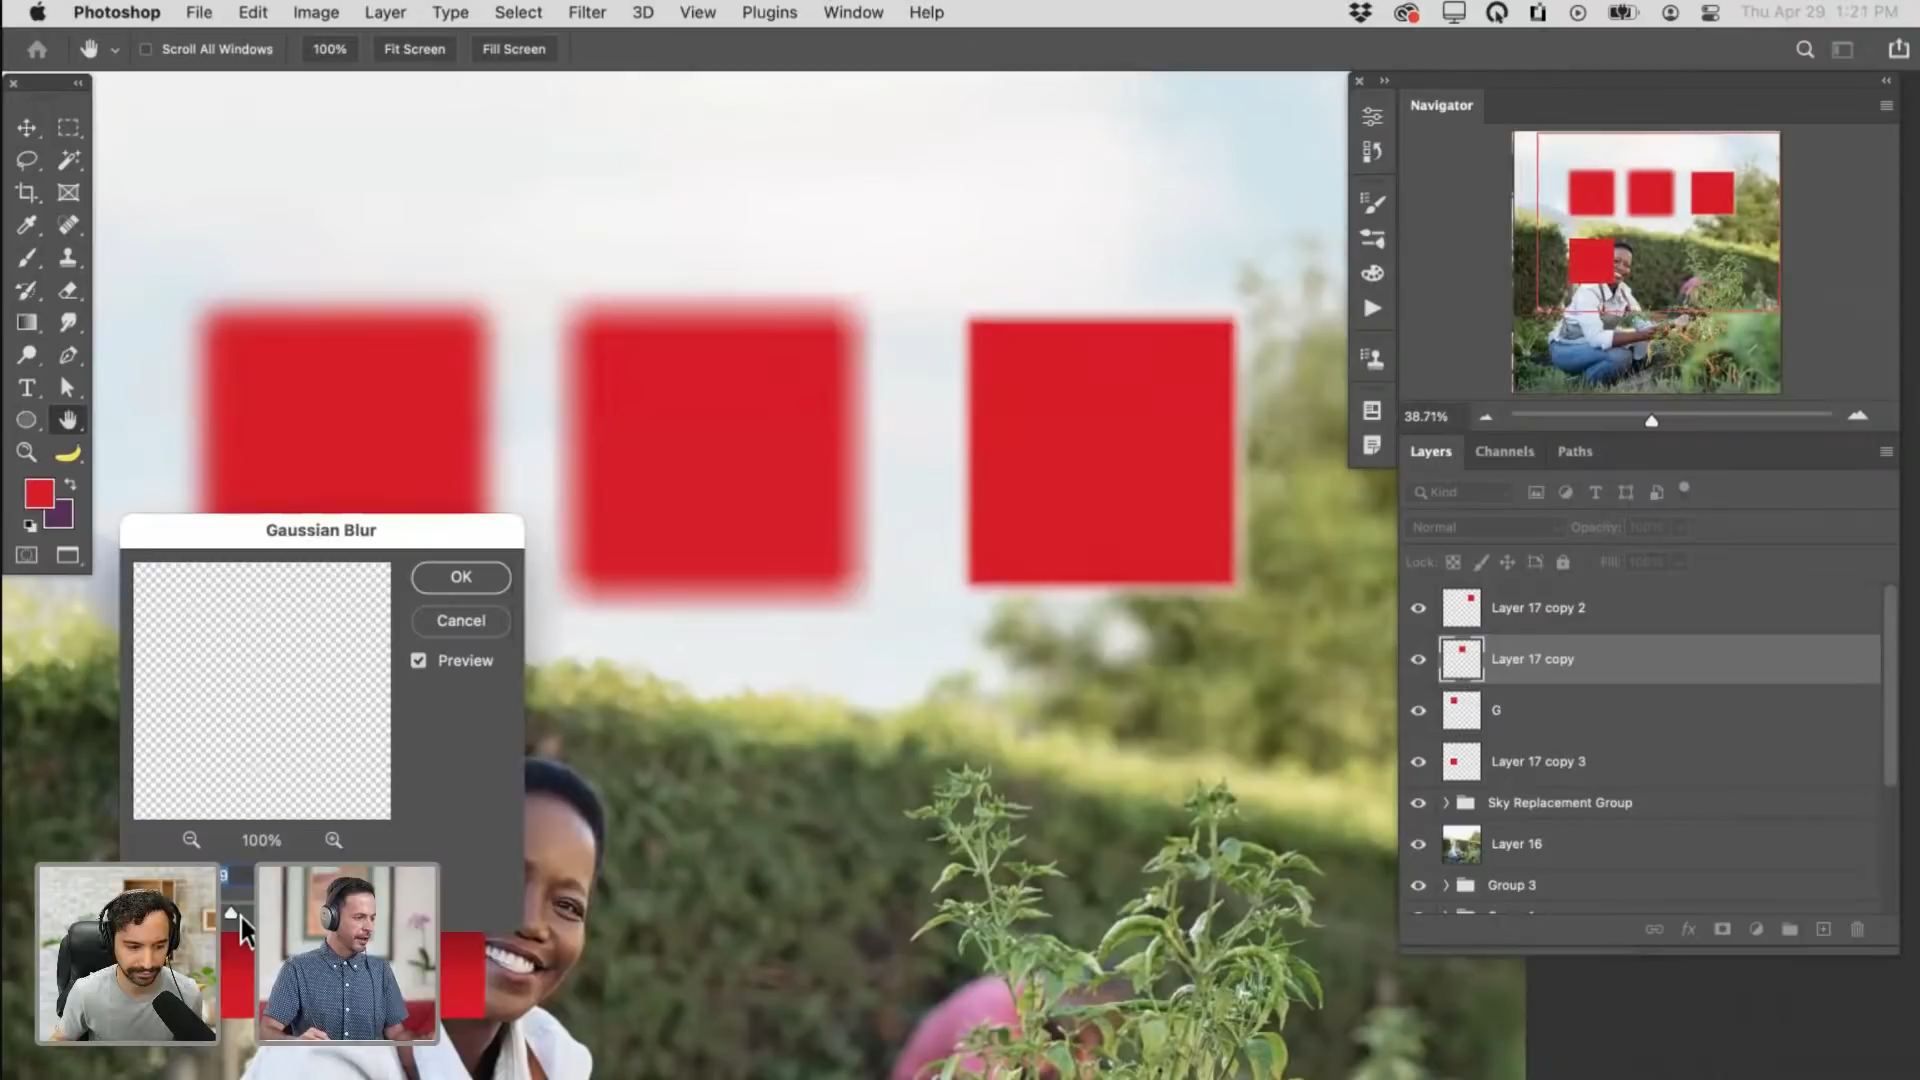 Photoshop File Edit Image Layer Type Select Filter 3D View Plugins Window Help Thu Apr 29 1:21 PM
Scroll All Windows 100% Fit Screen Fill Screen
Navigator
38.71%
Layers Channels Paths
Kind
Normal Opacity: 100%
Lock: Fill: 100%
Layer 17 copy 2
Layer 17 copy
G
Layer 17 copy 3
Sky Replacement Group
Layer 16
Group 3
Gaussian Blur
OK
Cancel
Preview
100%
9